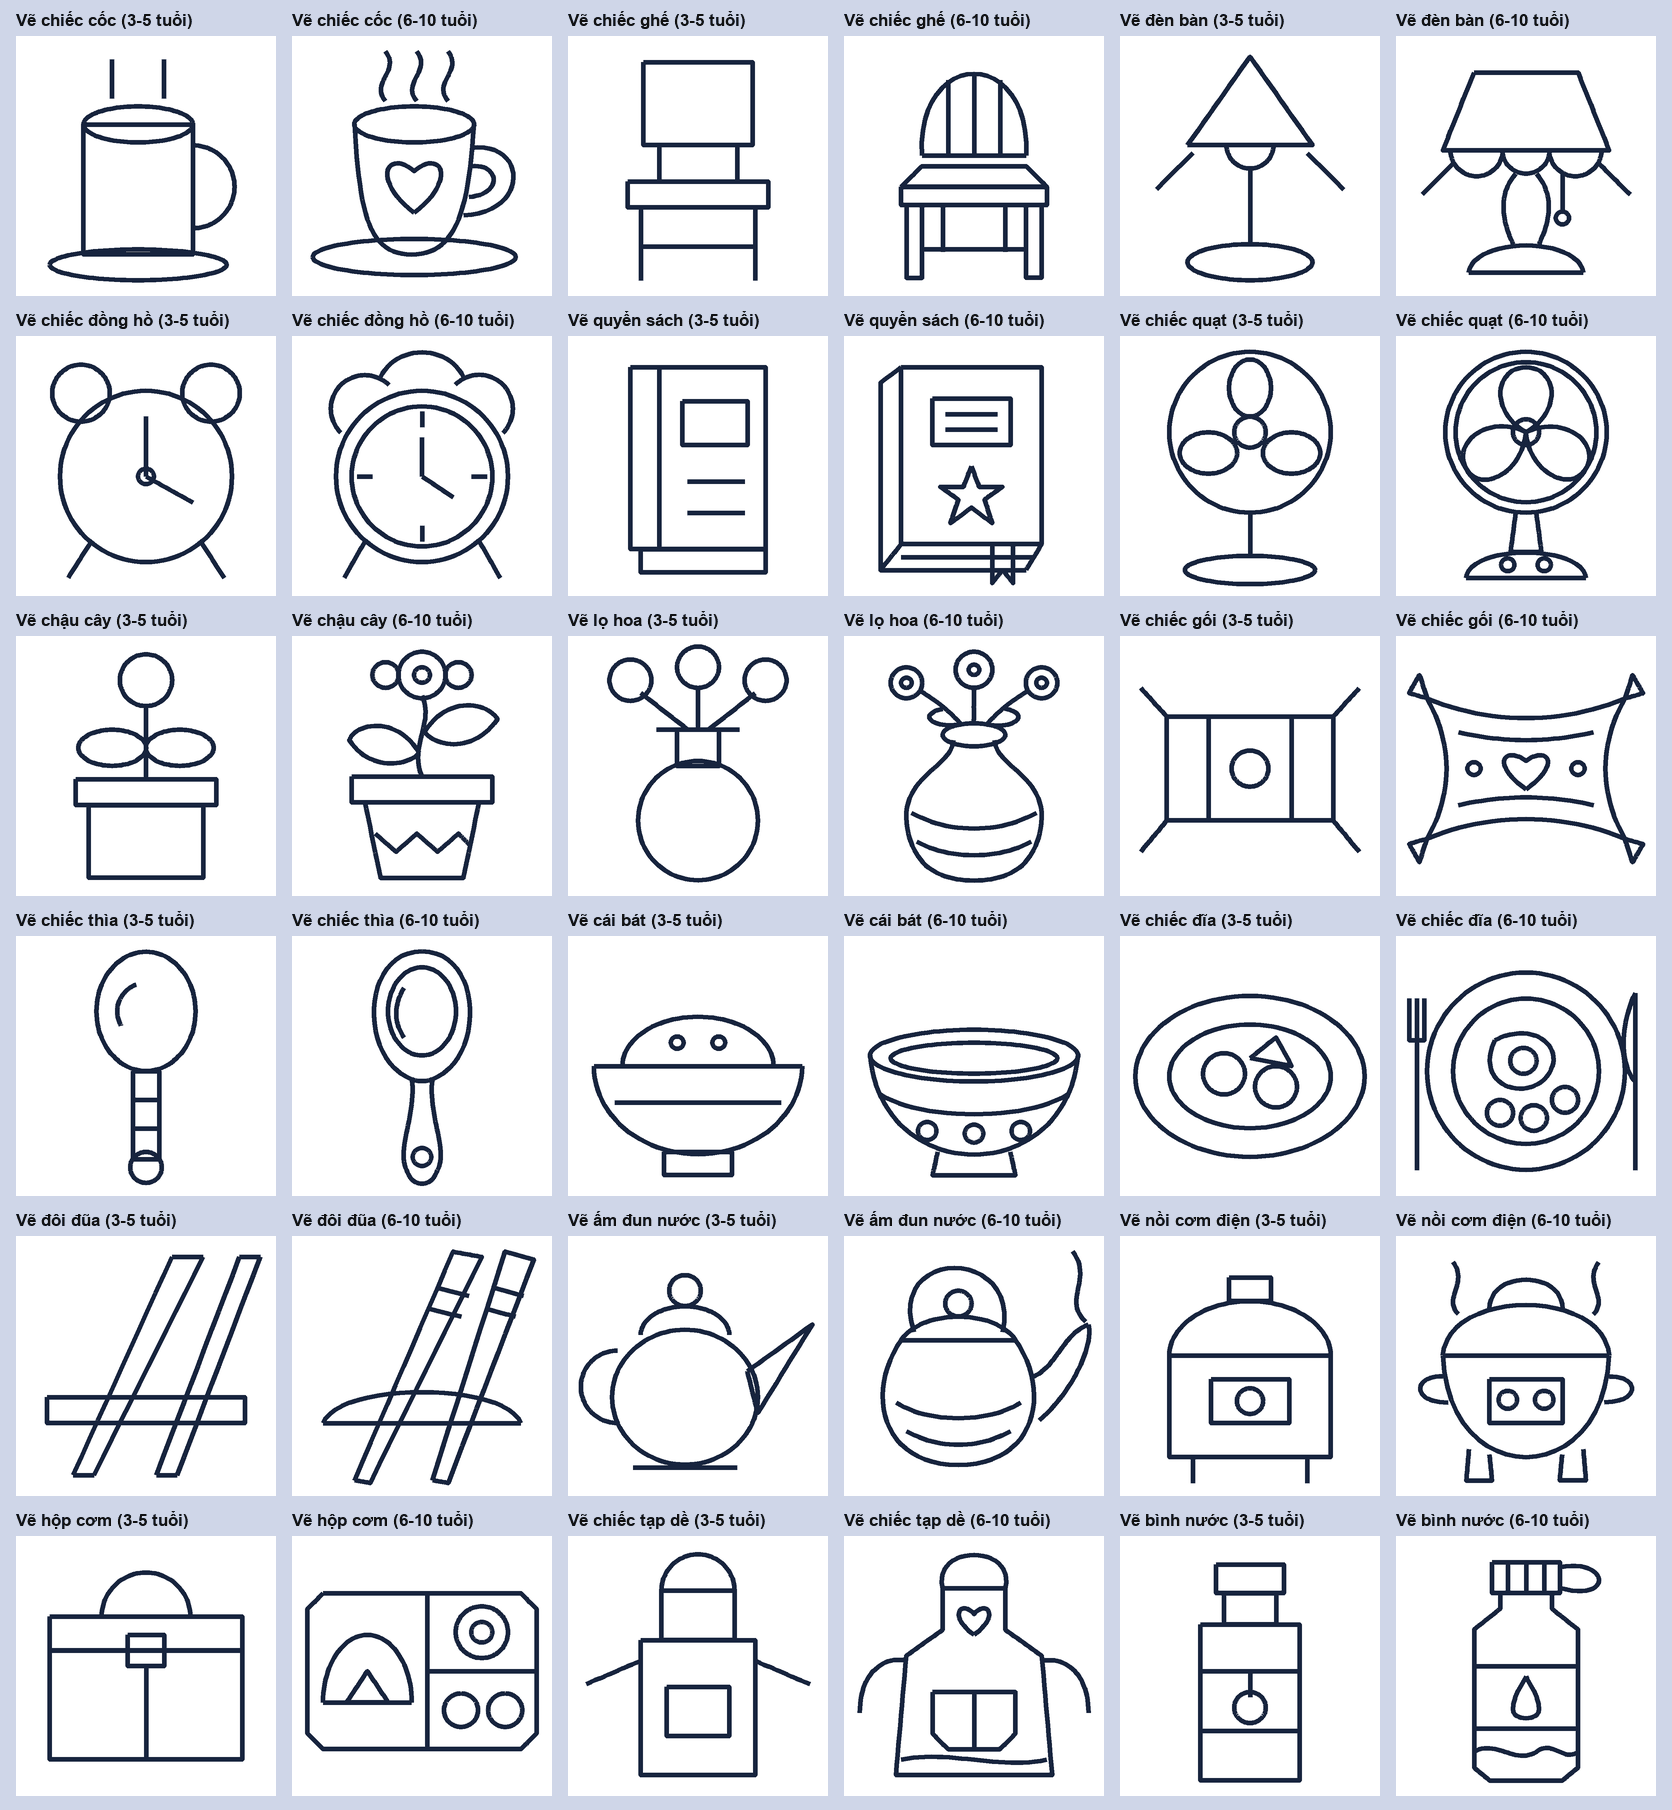 Vẽ chiếc cốc (3-5 tuổi)
Vẽ chiếc cốc (6-10 tuổi)
Vẽ chiếc ghế (3-5 tuổi)
Vẽ chiếc ghế (6-10 tuổi)
Vẽ đèn bàn (3-5 tuổi)
Vẽ đèn bàn (6-10 tuổi)
Vẽ chiếc đồng hồ (3-5 tuổi)
Vẽ chiếc đồng hồ (6-10 tuổi)
Vẽ quyển sách (3-5 tuổi)
Vẽ quyển sách (6-10 tuổi)
Vẽ chiếc quạt (3-5 tuổi)
Vẽ chiếc quạt (6-10 tuổi)
Vẽ chậu cây (3-5 tuổi)
Vẽ chậu cây (6-10 tuổi)
Vẽ lọ hoa (3-5 tuổi)
Vẽ lọ hoa (6-10 tuổi)
Vẽ chiếc gối (3-5 tuổi)
Vẽ chiếc gối (6-10 tuổi)
Vẽ chiếc thìa (3-5 tuổi)
Vẽ chiếc thìa (6-10 tuổi)
Vẽ cái bát (3-5 tuổi)
Vẽ cái bát (6-10 tuổi)
Vẽ chiếc đĩa (3-5 tuổi)
Vẽ chiếc đĩa (6-10 tuổi)
Vẽ đôi đũa (3-5 tuổi)
Vẽ đôi đũa (6-10 tuổi)
Vẽ ấm đun nước (3-5 tuổi)
Vẽ ấm đun nước (6-10 tuổi)
Vẽ nồi cơm điện (3-5 tuổi)
Vẽ nồi cơm điện (6-10 tuổi)
Vẽ hộp cơm (3-5 tuổi)
Vẽ hộp cơm (6-10 tuổi)
Vẽ chiếc tạp dề (3-5 tuổi)
Vẽ chiếc tạp dề (6-10 tuổi)
Vẽ bình nước (3-5 tuổi)
Vẽ bình nước (6-10 tuổi)